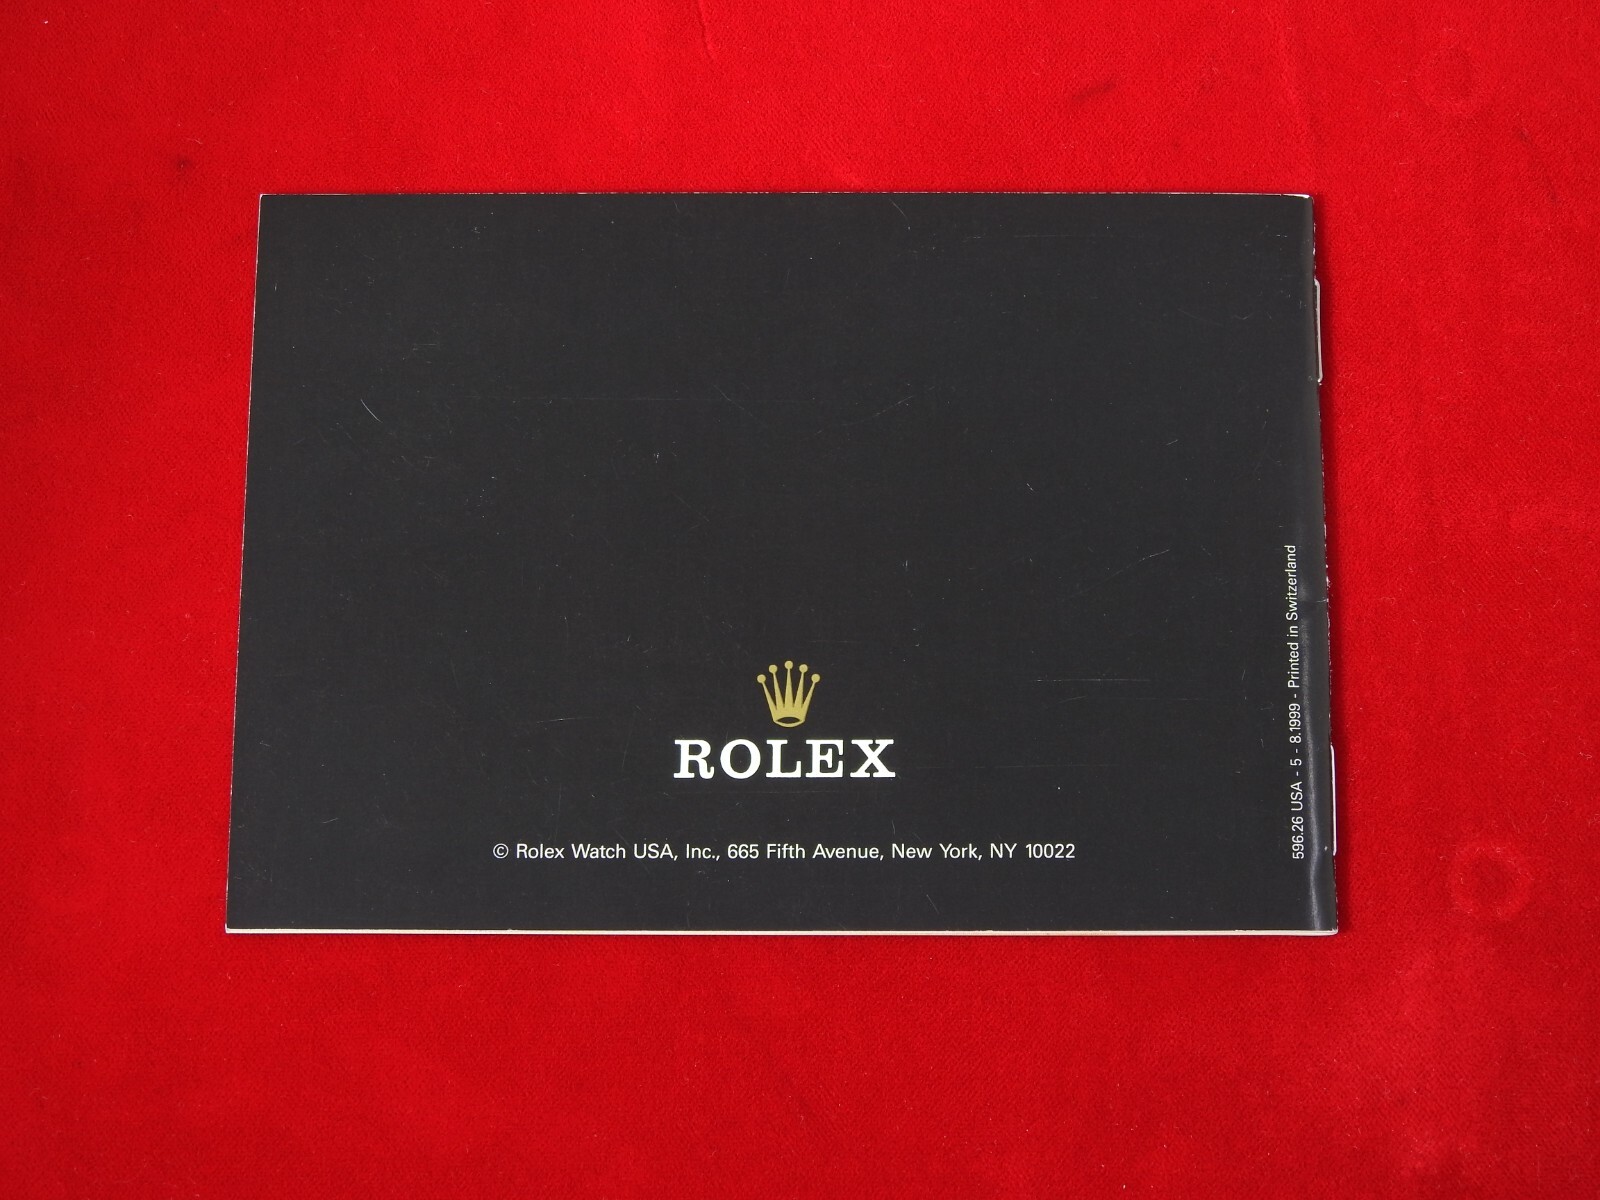 ROLEX
© Rolex Watch USA, Inc., 665 Fifth Avenue, New York, NY 10022
596.26 USA - 5 - 8.1999 - Printed in Switzerland